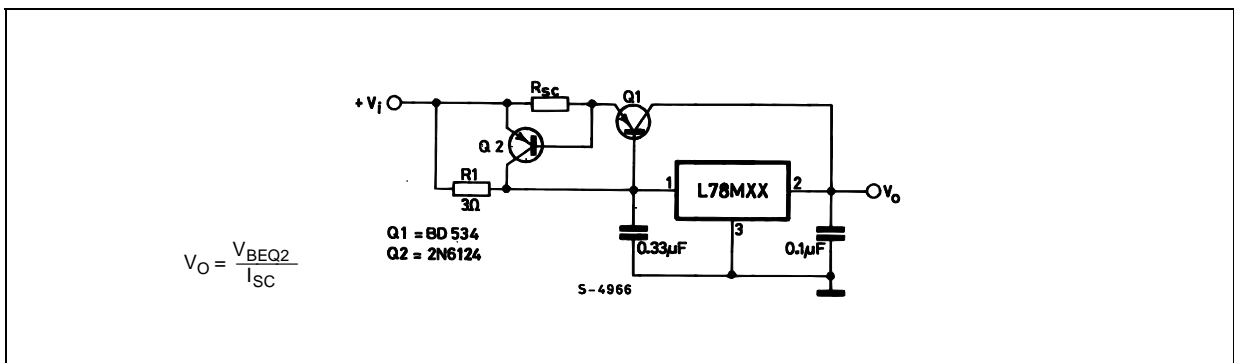 Rsc
Q1
+ Vi
Q 2
R1
3Ω
1
L78MXX
2
Vo
3
Q1 = BD 534
Q2 = 2N6124
0.33µF
0.1µF
VO = VBEQ2 / ISC
S-4966